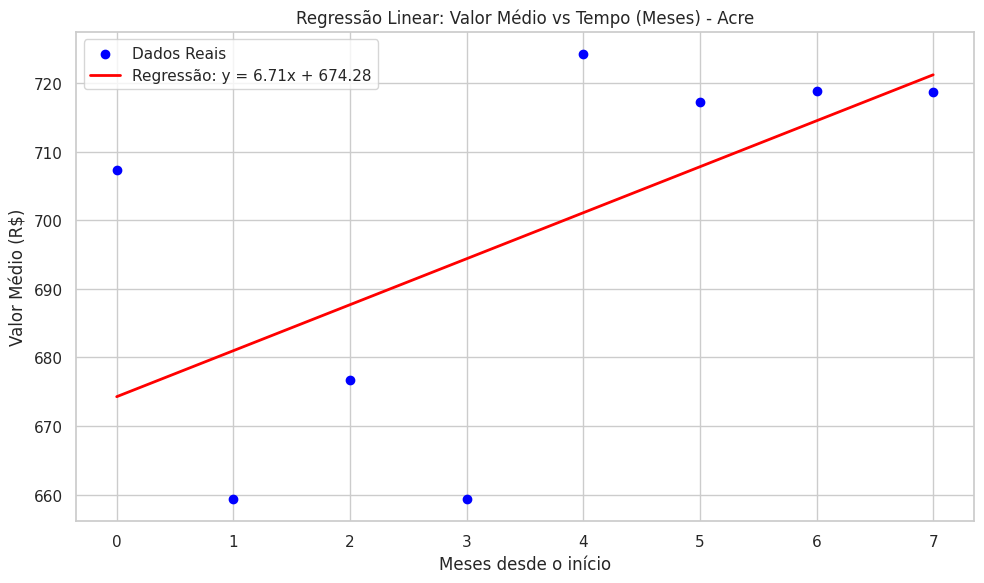 Regressão Linear: Valor Médio vs Tempo (Meses) - Acre
Dados Reais
Regressão: y = 6.71x + 674.28
Valor Médio (R$)
720
710
700
690
680
670
660
0 1 2 3 4 5 6 7
Meses desde o início